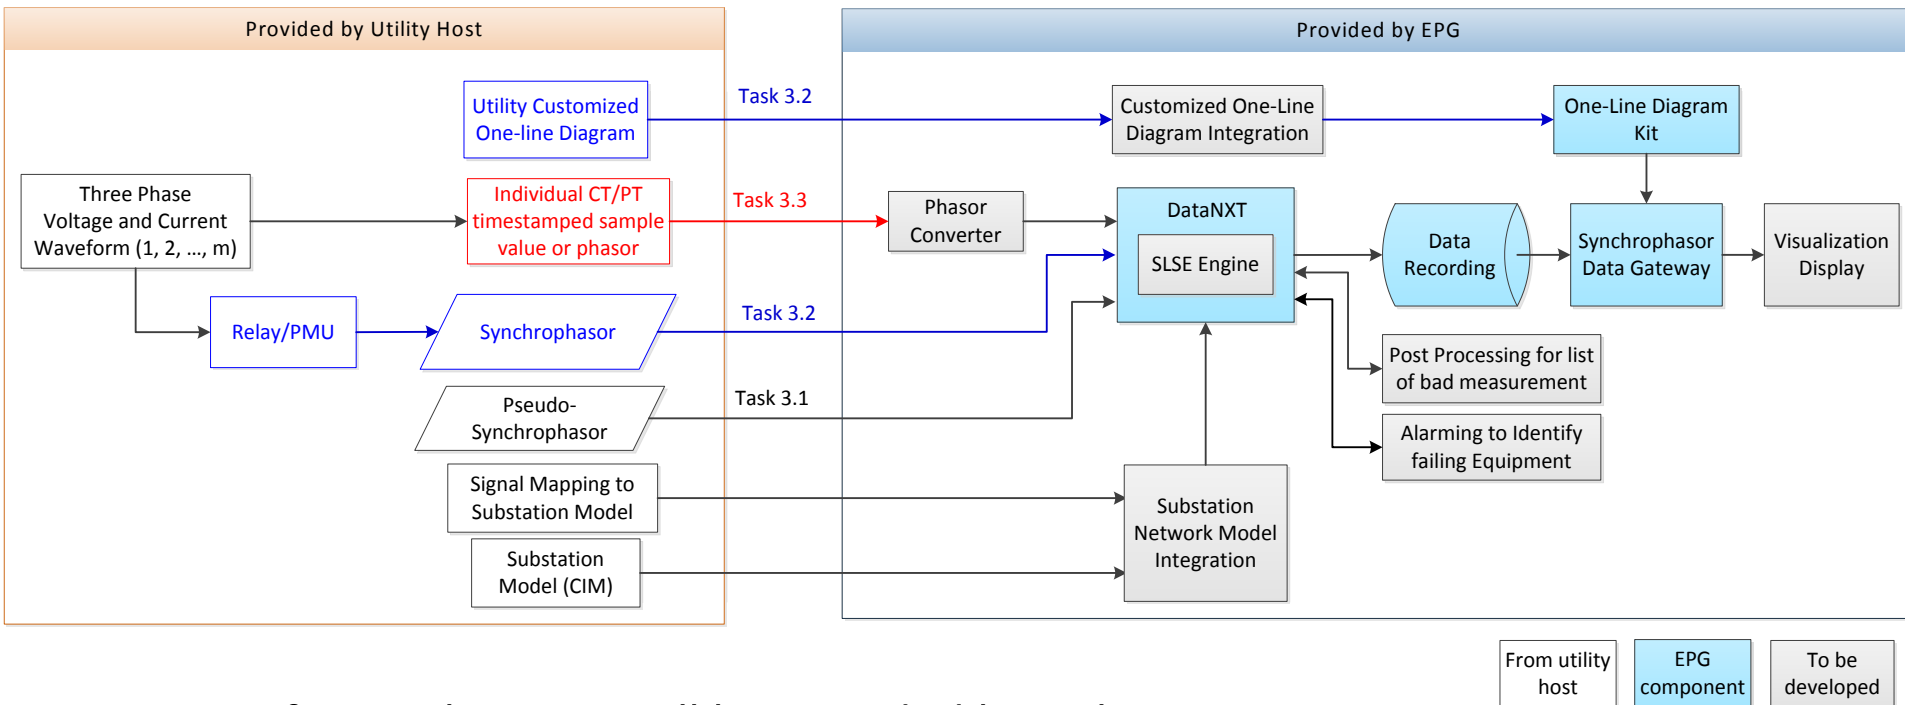 Provided by Utility Host
Provided by EPG
Utility Customized
One-line Diagram
Task 3.2
Customized One-Line
Diagram Integration
One-Line Diagram
Kit
Three Phase
Voltage and Current
Waveform (1, 2, ..., m)
Individual CT/PT
timestamped sample
value or phasor
Task 3.3
Phasor
Converter
DataNXT
SLSE Engine
Data
Recording
Synchrophasor
Data Gateway
Visualization
Display
Relay/PMU
Synchrophasor
Task 3.2
Post Processing for list
of bad measurement
Pseudo-
Synchrophasor
Task 3.1
Alarming to Identify
failing Equipment
Signal Mapping to
Substation Model
Substation
Network Model
Integration
Substation
Model (CIM)
From utility
host
EPG
component
To be
developed